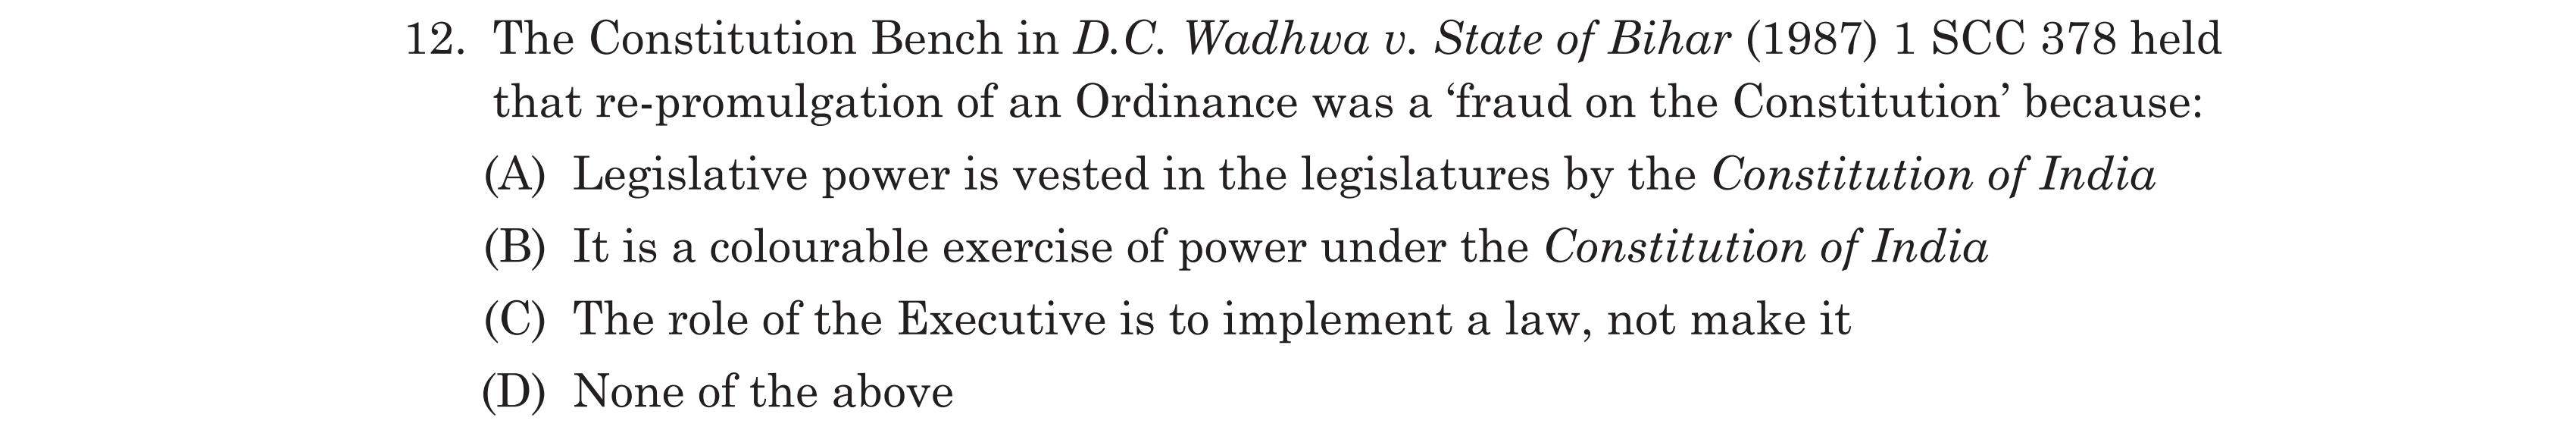 12. The Constitution Bench in D.C. Wadhwa v. State of Bihar (1987) 1 SCC 378 held
that re-promulgation of an Ordinance was a ‘fraud on the Constitution’ because:
(A) Legislative power is vested in the legislatures by the Constitution of India
(B) It is a colourable exercise of power under the Constitution of India
(C) The role of the Executive is to implement a law, not make it
(D) None of the above